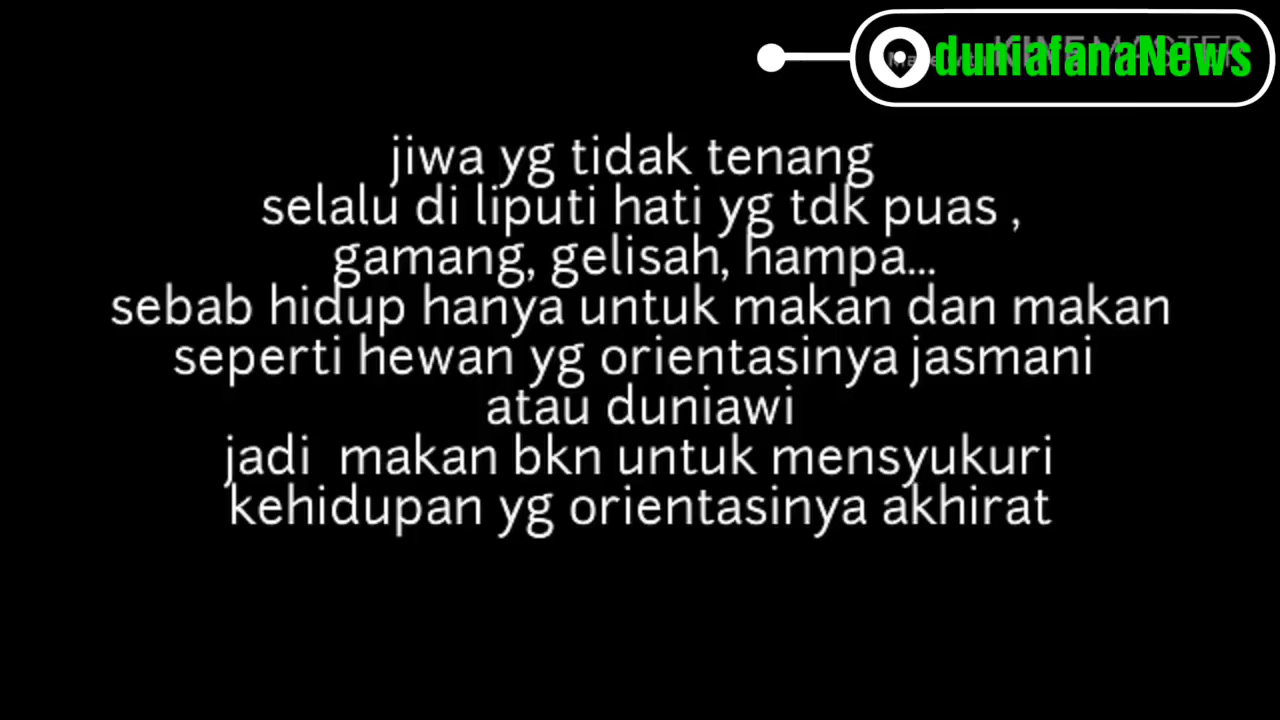 duniafanaNews
jiwa yg tidak tenang
selalu di liputi hati yg tdk puas ,
gamang, gelisah, hampa...
sebab hidup hanya untuk makan dan makan
seperti hewan yg orientasinya jasmani
atau duniawi
jadi  makan bkn untuk mensyukuri
kehidupan yg orientasinya akhirat